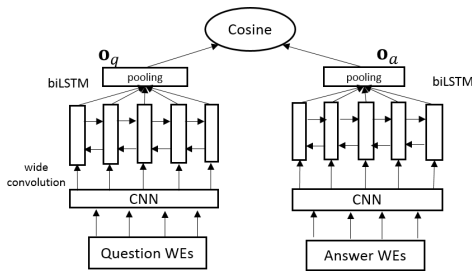 Cosine
o_q
o_a
pooling
pooling
biLSTM
biLSTM
wide
convolution
CNN
CNN
Question WEs
Answer WEs